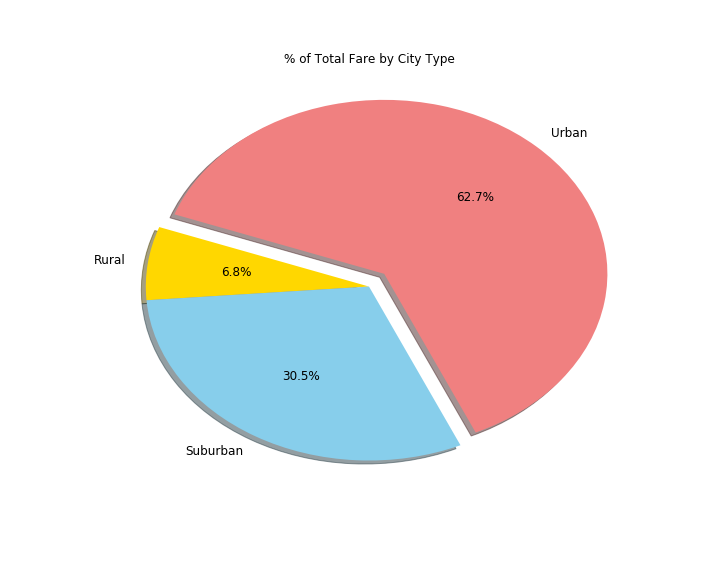 % of Total Fare by City Type
Urban
62.7%
Rural
6.8%
30.5%
Suburban